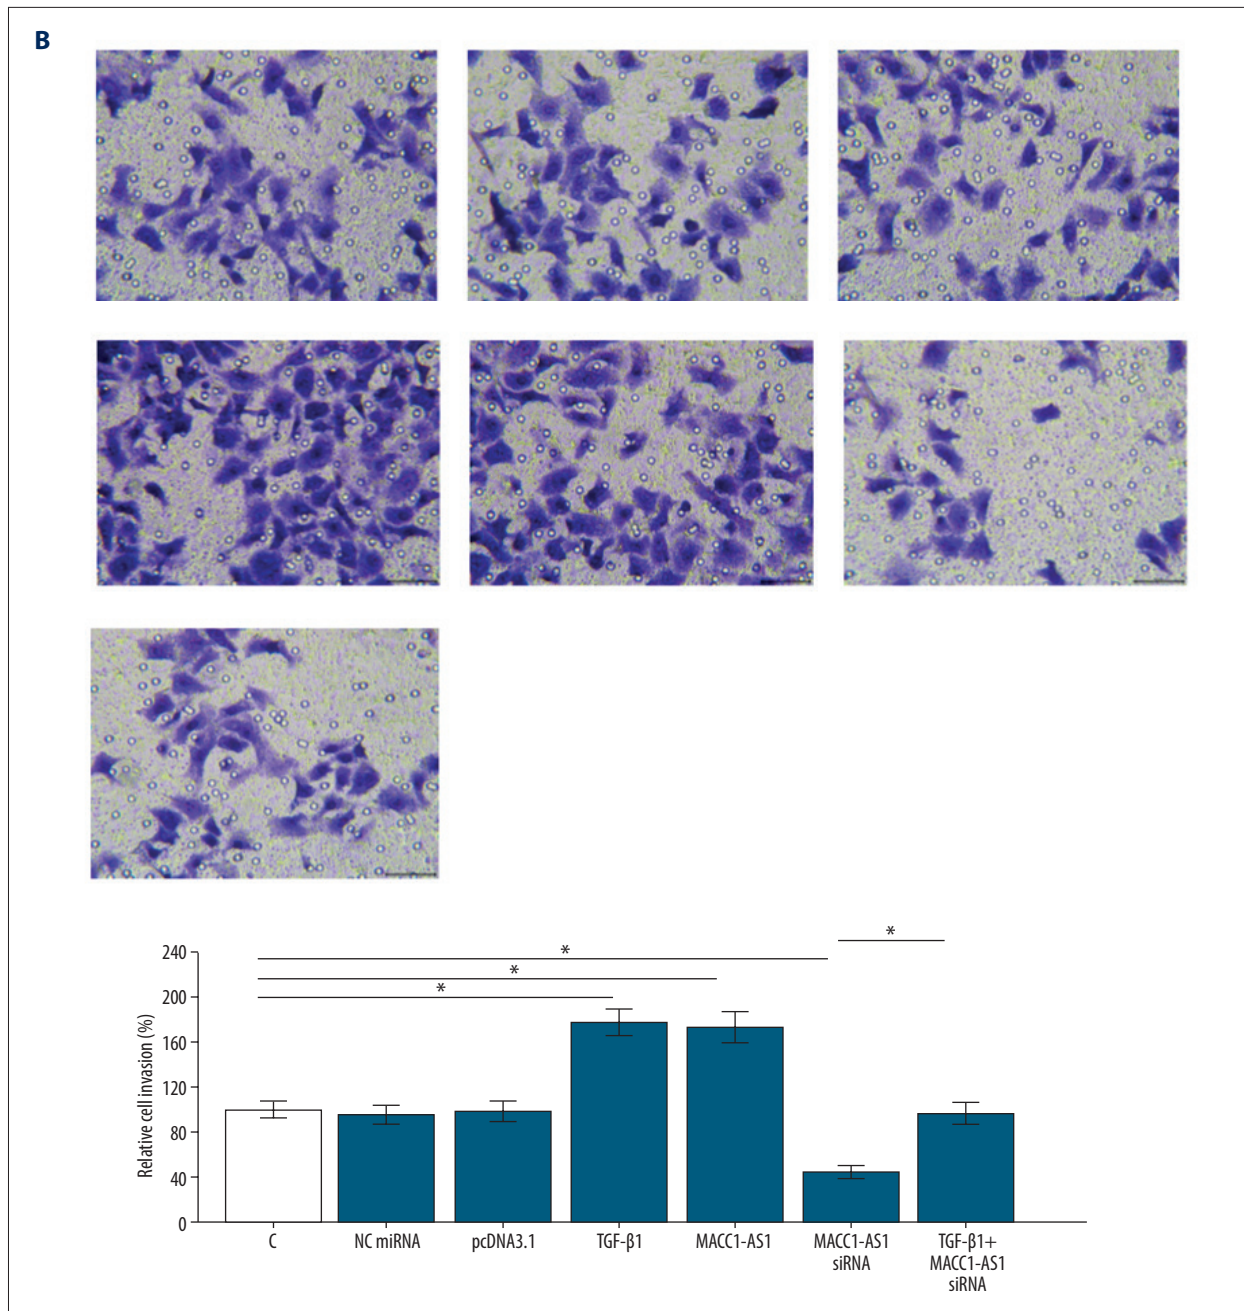 B
*
*
*
*
240
200
160
120
80
40
0
Relative cell invasion (%)
C
NC miRNA
pcDNA3.1
TGF-β1
MACC1-AS1
MACC1-AS1
siRNA
TGF-β1+
MACC1-AS1
siRNA